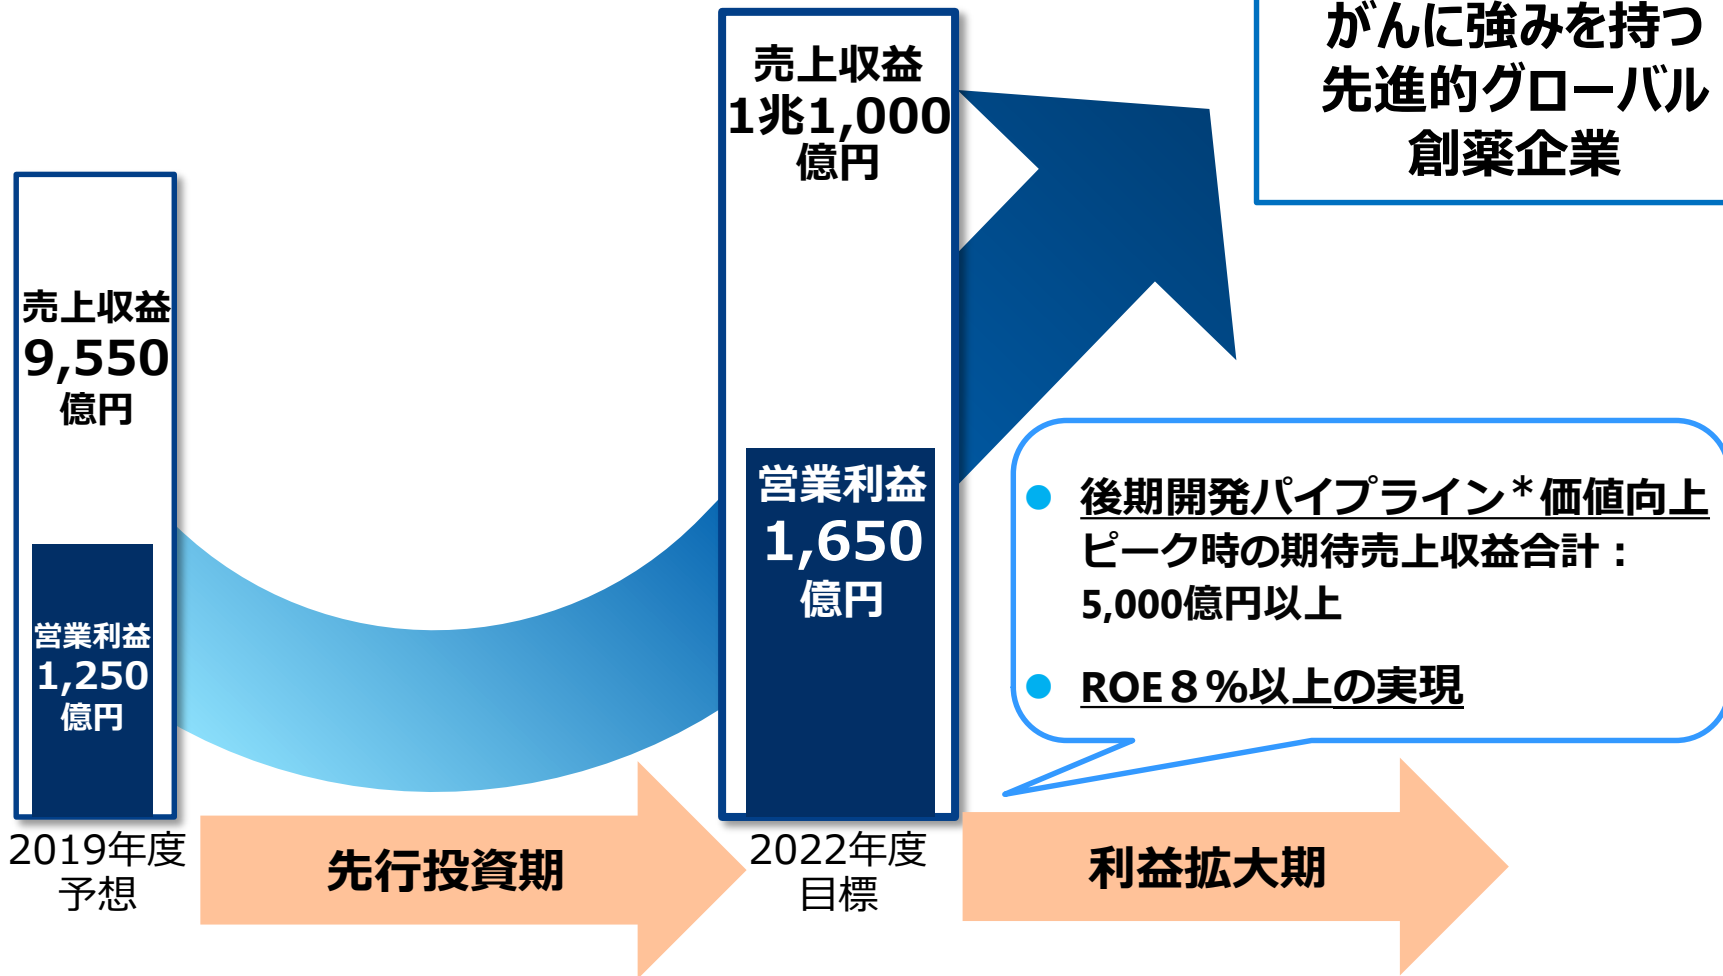 がんに強みを持つ
先進的グローバル
創薬企業
売上収益
1兆1,000
億円
売上収益
9,550
億円
営業利益
1,650
億円
営業利益
1,250
億円
● 後期開発パイプライン*価値向上
ピーク時の期待売上収益合計：
5,000億円以上
● ROE８%以上の実現
2019年度
予想
先行投資期
2022年度
目標
利益拡大期